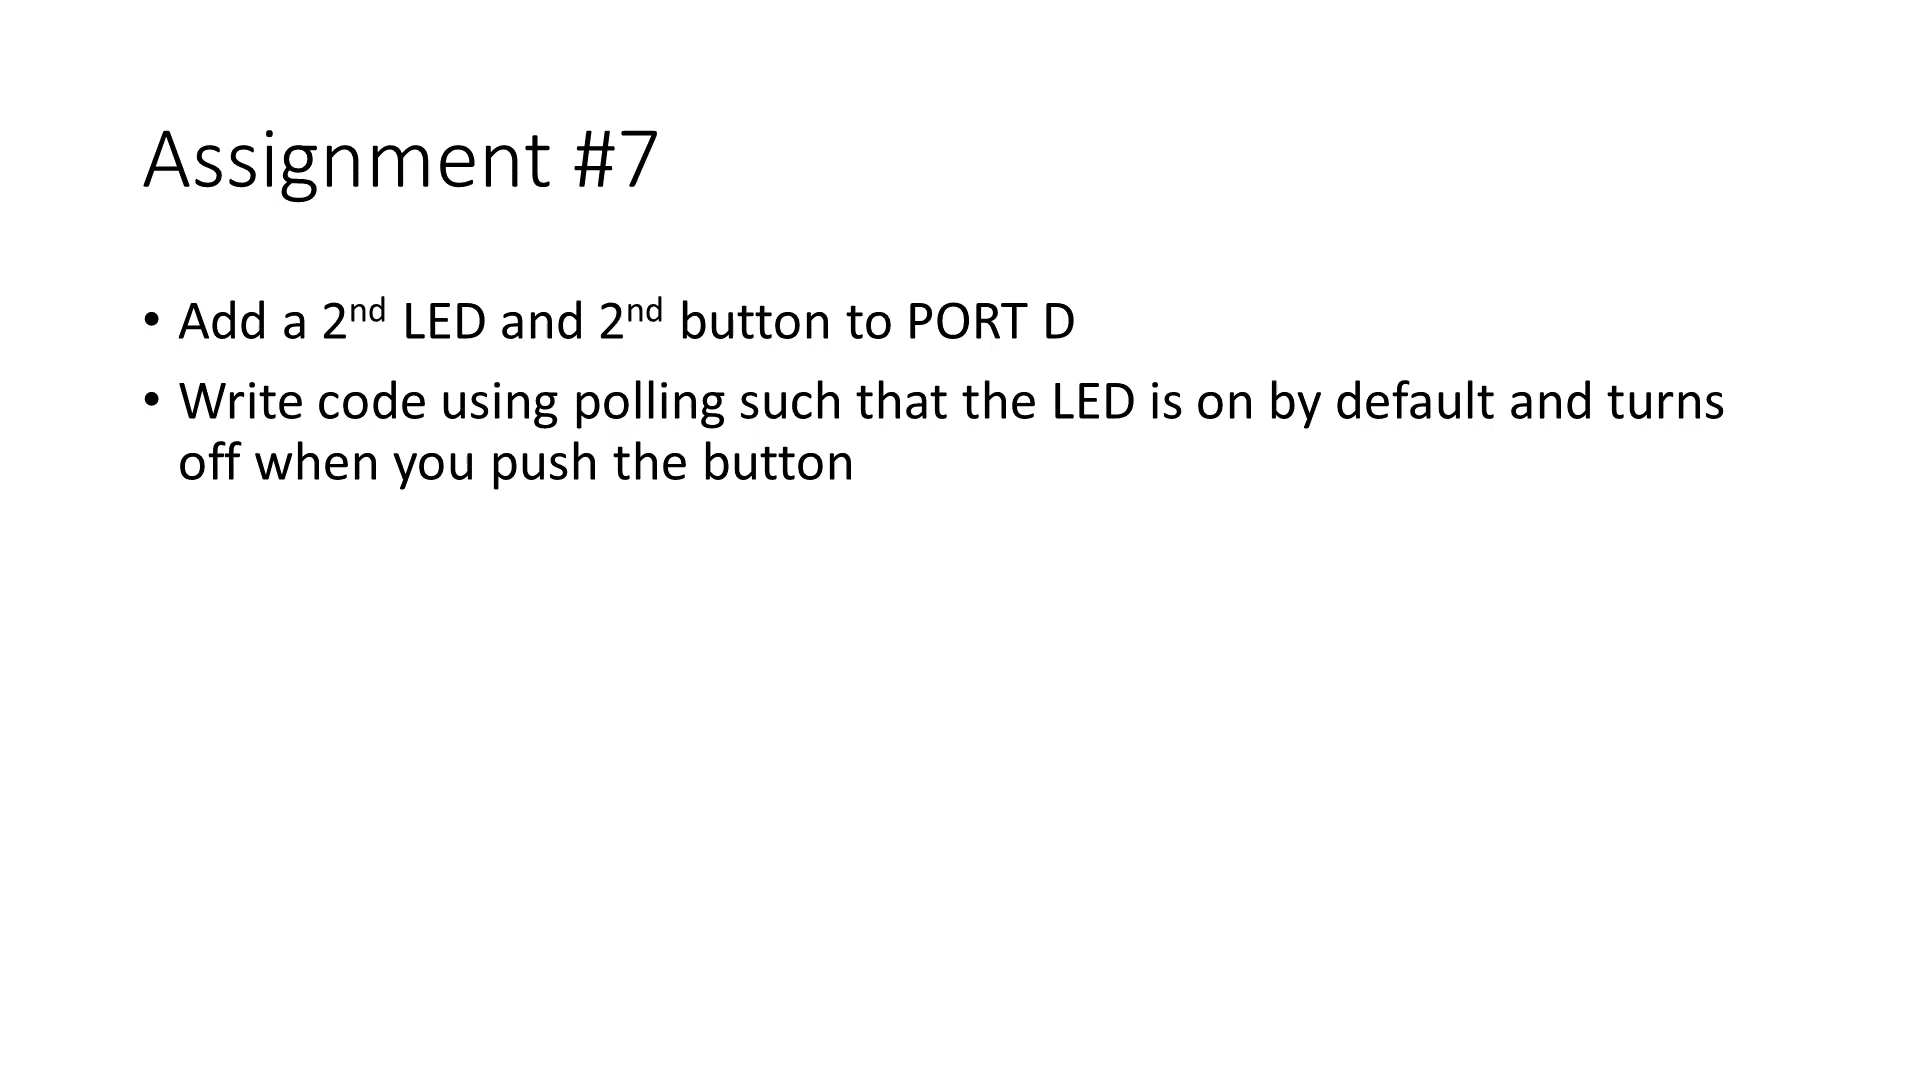 Assignment #7
• Add a 2nd LED and 2nd button to PORT D
• Write code using polling such that the LED is on by default and turns
off when you push the button